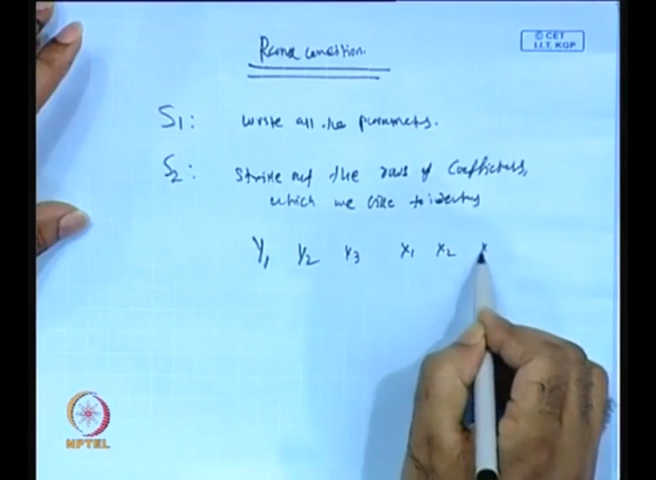 Rank condition.
© CET
I.I.T. KGP
S1: Write all the parameters.
S2: Strike out the rows of coefficients,
which we like to identify
Y1 Y2 Y3 X1 X2 X
NPTEL